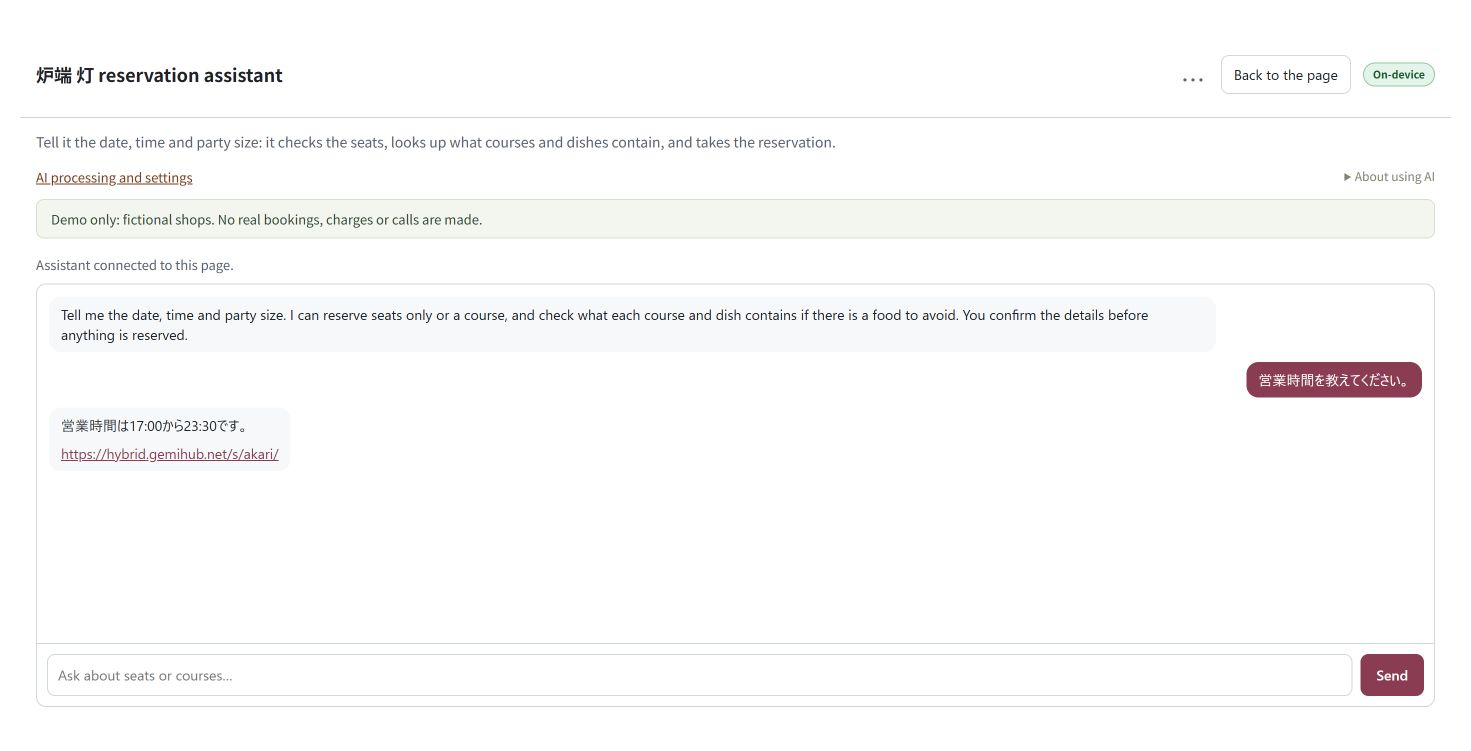 炉端 灯 reservation assistant
... Back to the page On-device
Tell it the date, time and party size: it checks the seats, looks up what courses and dishes contain, and takes the reservation.
AI processing and settings
▶ About using AI
Demo only: fictional shops. No real bookings, charges or calls are made.
Assistant connected to this page.
Tell me the date, time and party size. I can reserve seats only or a course, and check what each course and dish contains if there is a food to avoid. You confirm the details before
anything is reserved.
営業時間を教えてください。
営業時間は17:00から23:30です。
https://hybrid.gemihub.net/s/akari/
Ask about seats or courses...
Send